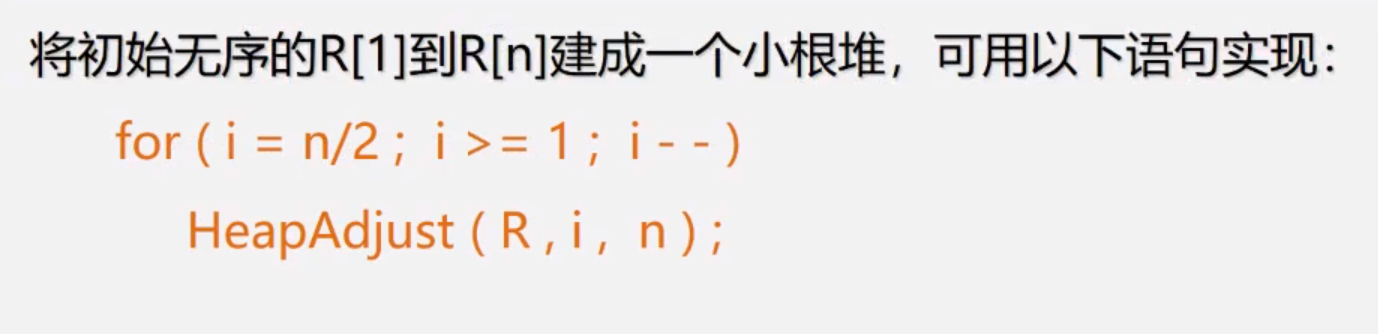 将初始无序的R[1]到R[n]建成一个小根堆，可用以下语句实现：
for ( i = n/2 ; i >= 1 ; i - - )
HeapAdjust ( R , i , n ) ;